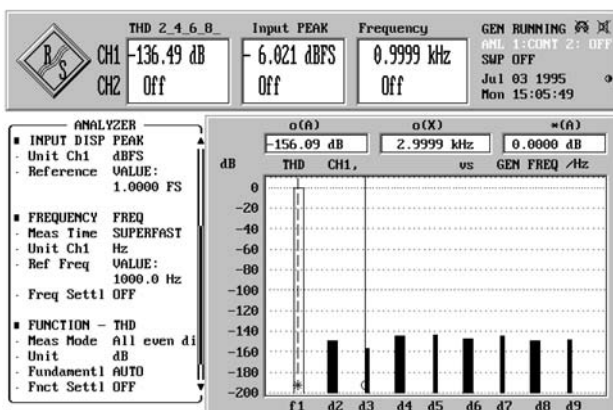 THD 2_4_6_8_ Input PEAK Frequency
GEN RUNNING
ANL 1:CONT 2: OFF
SWP OFF
Jul 03 1995
Mon 15:05:49
R S
CH1 -136.49 dB - 6.021 dBFS 0.9999 kHz
CH2 Off Off Off
ANALYZER
INPUT DISP PEAK
- Unit Ch1 dBFS
- Reference VALUE:
1.0000 FS
FREQUENCY FREQ
- Meas Time SUPERFAST
- Unit Ch1 Hz
- Ref Freq VALUE:
1000.0 Hz
- Freq Settl OFF
FUNCTION - THD
- Meas Mode All even di
- Unit dB
- Fundamentl AUTO
- Fnct Settl OFF
o(A) o(X) *(A)
-156.09 dB 2.9999 kHz 0.0000 dB
dB THD CH1, vs GEN FREQ /Hz
0
-20
-40
-60
-80
-100
-120
-140
-160
-180
-200
f1 d2 d3 d4 d5 d6 d7 d8 d9